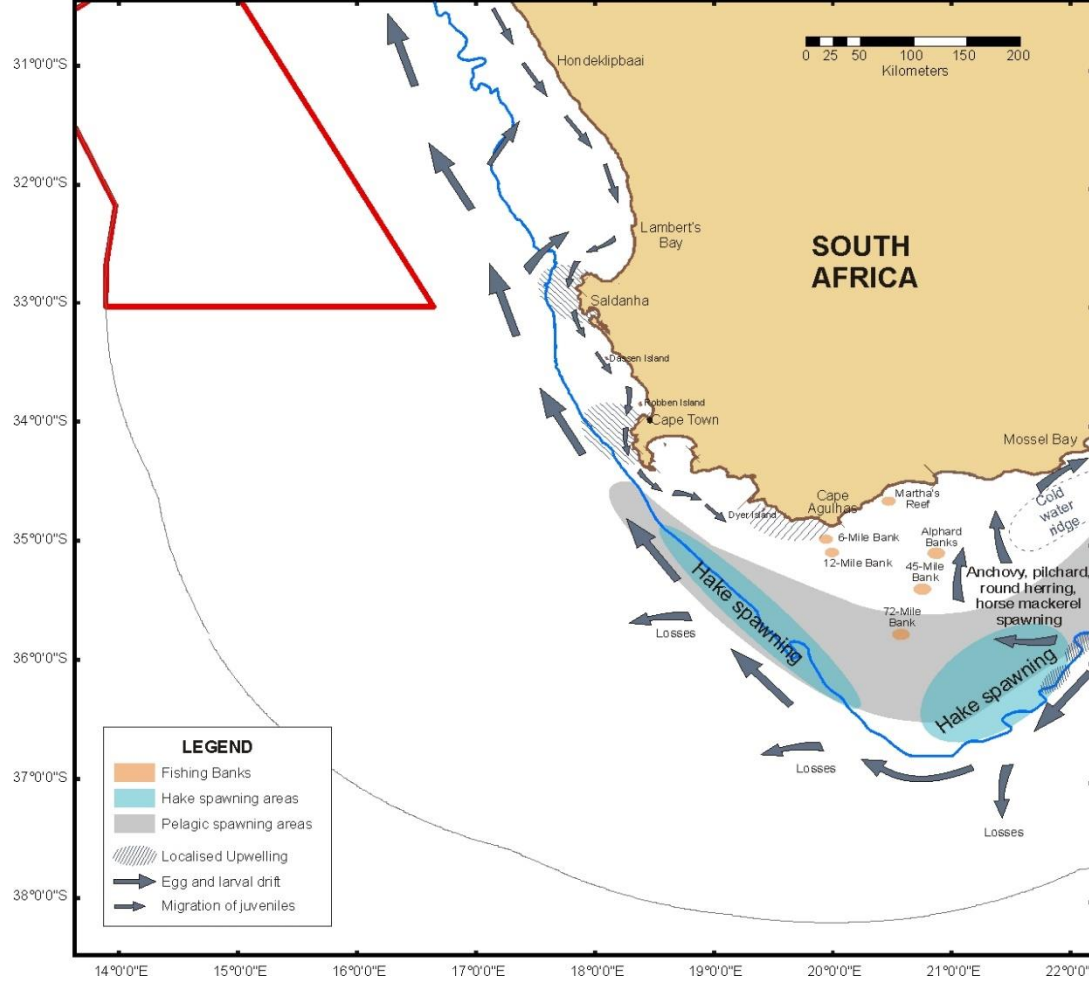 31°0'0"S
32°0'0"S
33°0'0"S
34°0'0"S
35°0'0"S
36°0'0"S
37°0'0"S
38°0'0"S
0 25 50 100 150 200
Kilometers
Hondeklipbaai
Lambert's
Bay
SOUTH
AFRICA
Saldanha
Dassen Island
Robben Island
Cape Town
Mossel Bay
Cape
Agulhas
Martha's
Reef
Cold
water
ridge
Dyer Island
6-Mile Bank
12-Mile Bank
Alphard
Banks
45-Mile
Bank
Anchovy, pilchard,
round herring,
horse mackerel
spawning
72-Mile
Bank
Hake spawning
Hake spawning
Losses
Losses
Losses
LEGEND
Fishing Banks
Hake spawning areas
Pelagic spawning areas
Localised Upwelling
Egg and larval drift
Migration of juveniles
14°0'0"E 15°0'0"E 16°0'0"E 17°0'0"E 18°0'0"E 19°0'0"E 20°0'0"E 21°0'0"E 22°0'